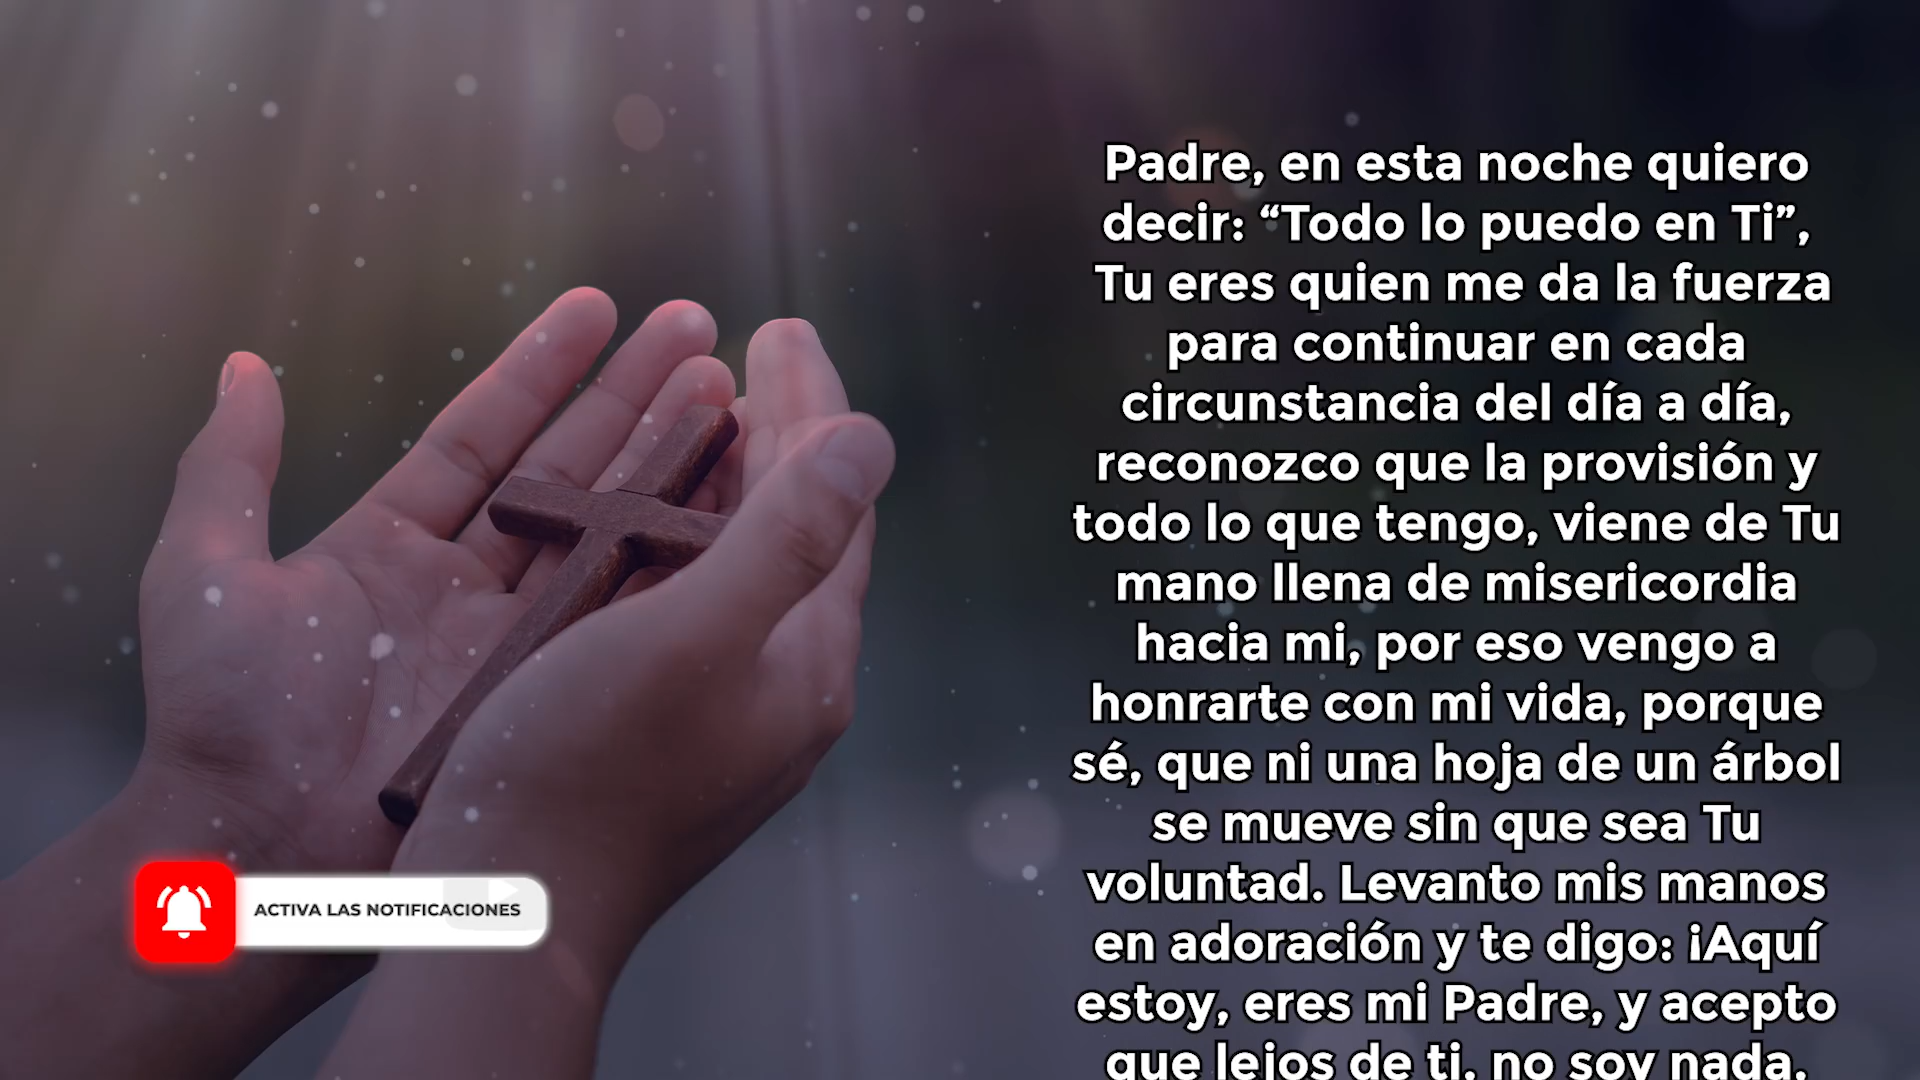 Padre, en esta noche quiero
decir: “Todo lo puedo en Ti”,
Tu eres quien me da la fuerza
para continuar en cada
circunstancia del día a día,
reconozco que la provisión y
todo lo que tengo, viene de Tu
mano llena de misericordia
hacia mi, por eso vengo a
honrarte con mi vida, porque
sé, que ni una hoja de un árbol
se mueve sin que sea Tu
voluntad. Levanto mis manos
en adoración y te digo: ¡Aquí
estoy, eres mi Padre, y acepto
que lejos de ti, no soy nada,
ACTIVA LAS NOTIFICACIONES